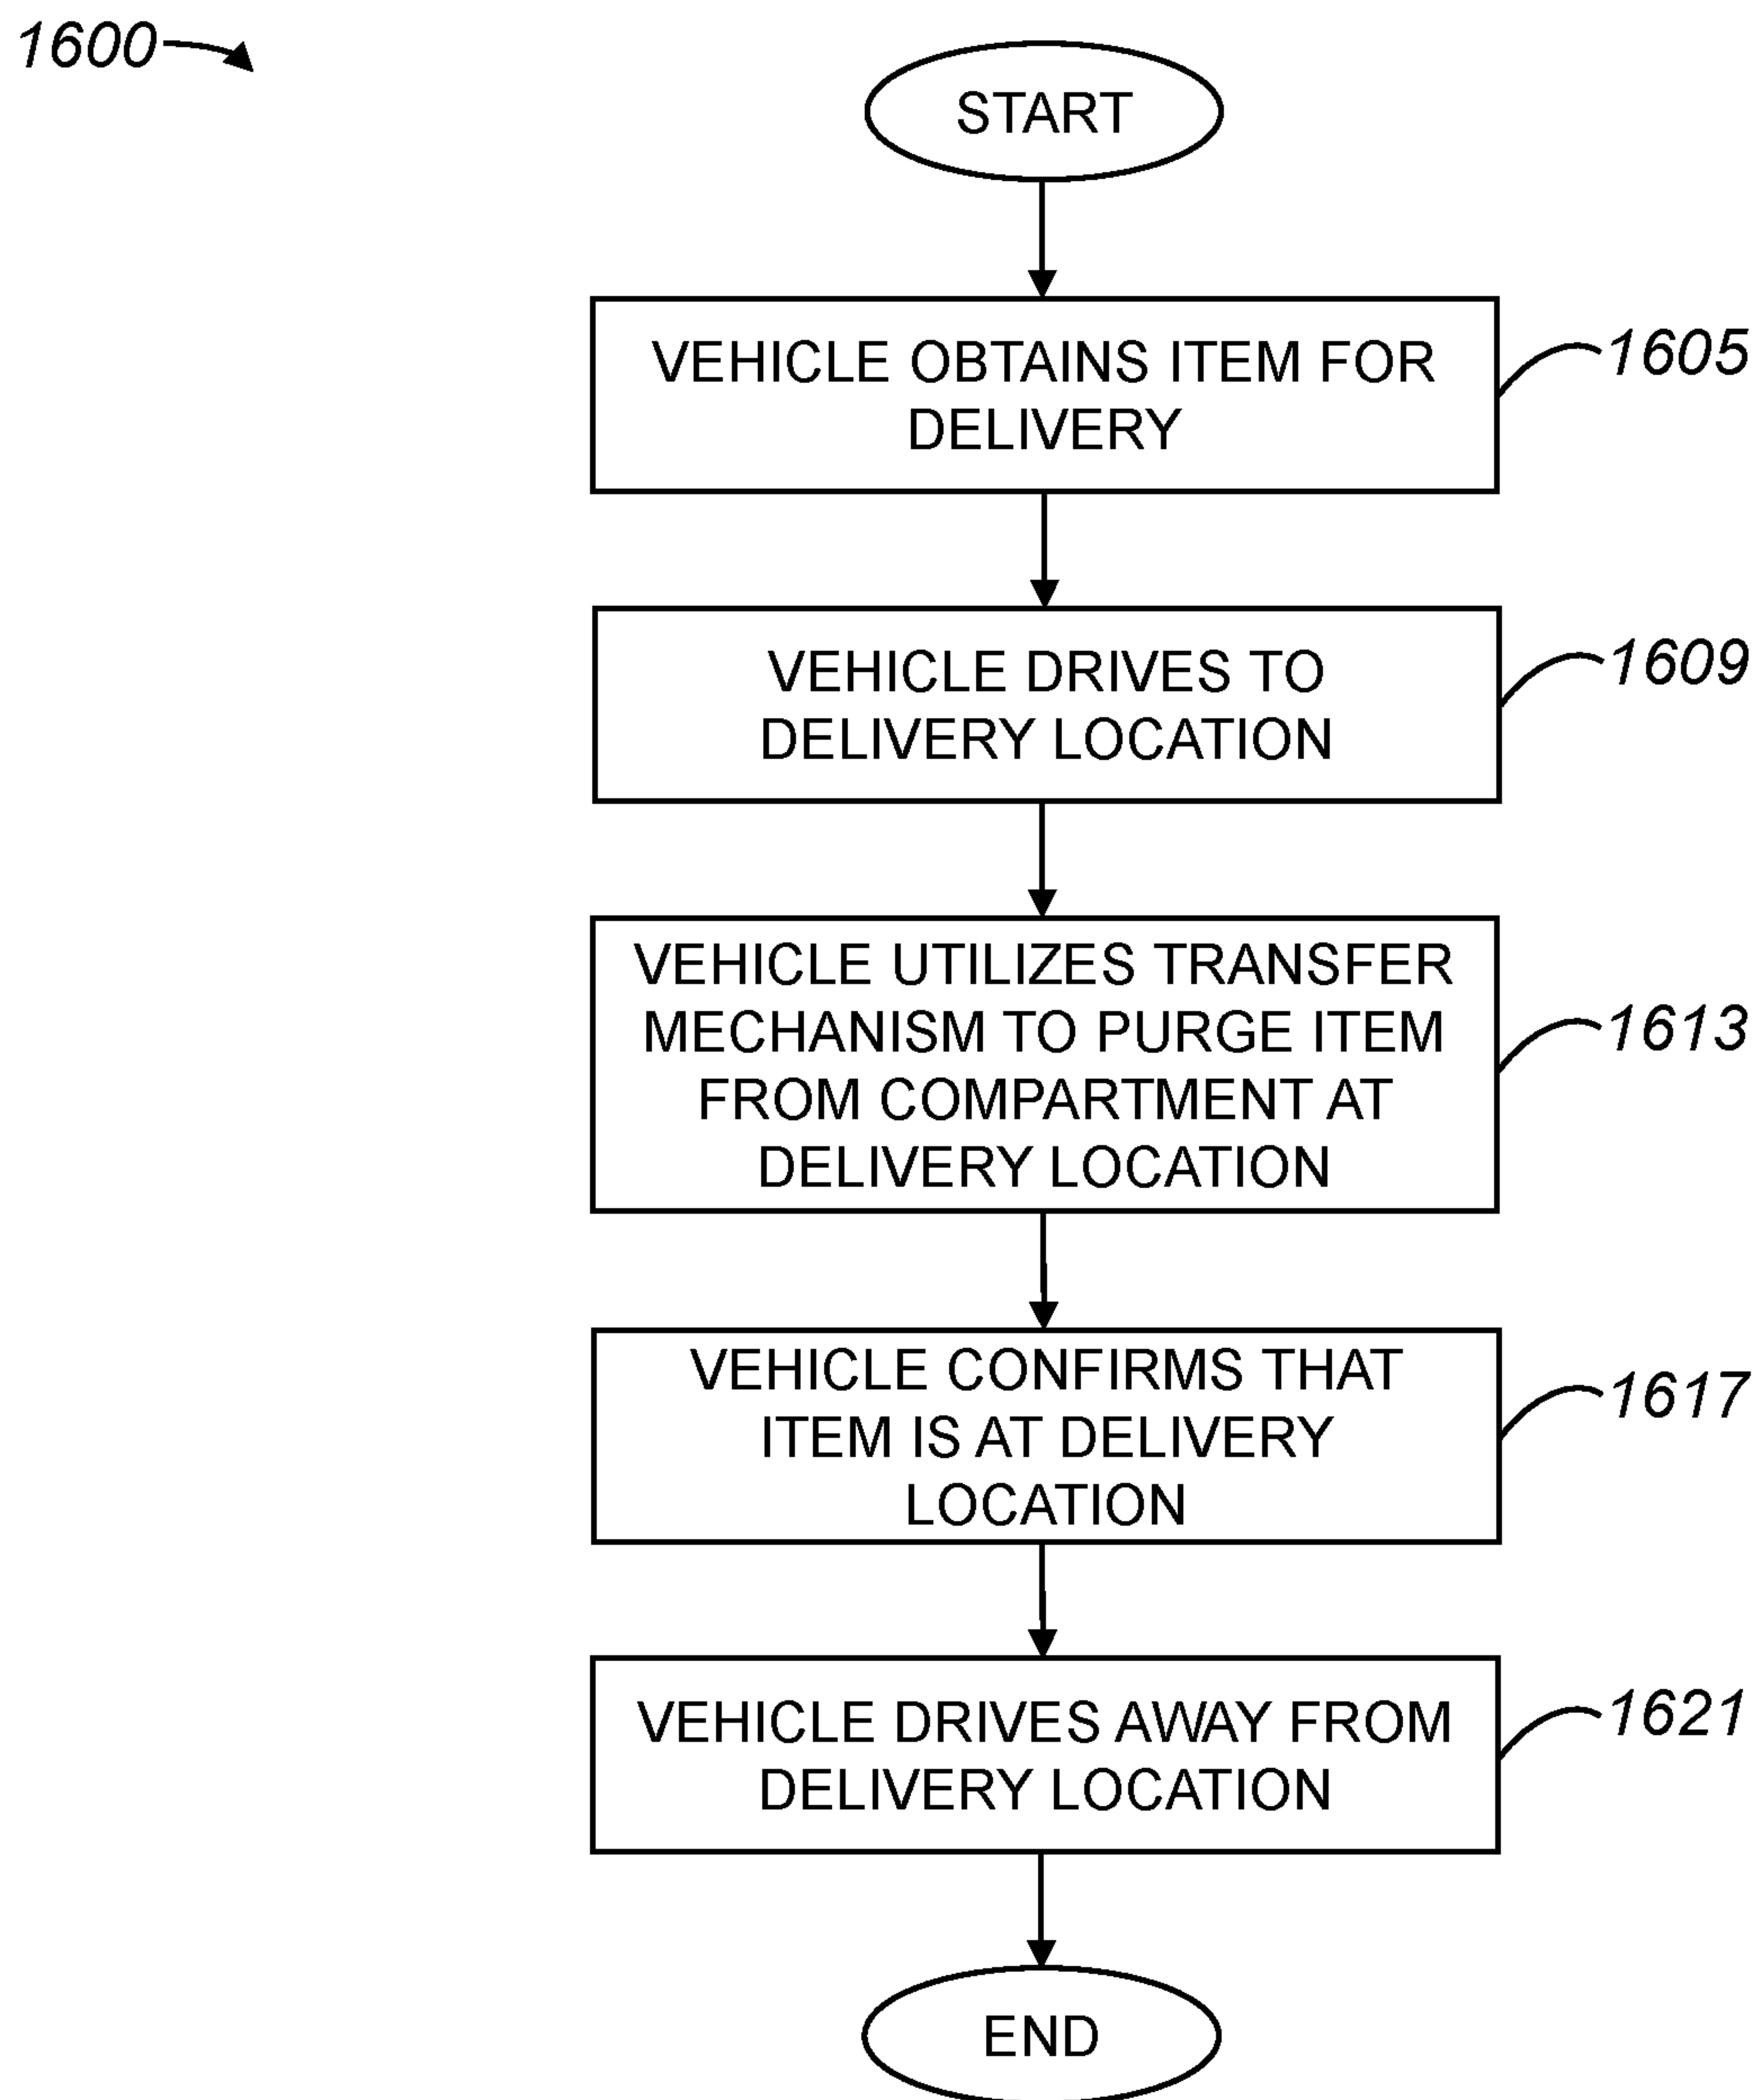 1600
START
VEHICLE OBTAINS ITEM FOR
DELIVERY
1605
VEHICLE DRIVES TO
DELIVERY LOCATION
1609
VEHICLE UTILIZES TRANSFER
MECHANISM TO PURGE ITEM
FROM COMPARTMENT AT
DELIVERY LOCATION
1613
VEHICLE CONFIRMS THAT
ITEM IS AT DELIVERY
LOCATION
1617
VEHICLE DRIVES AWAY FROM
DELIVERY LOCATION
1621
END